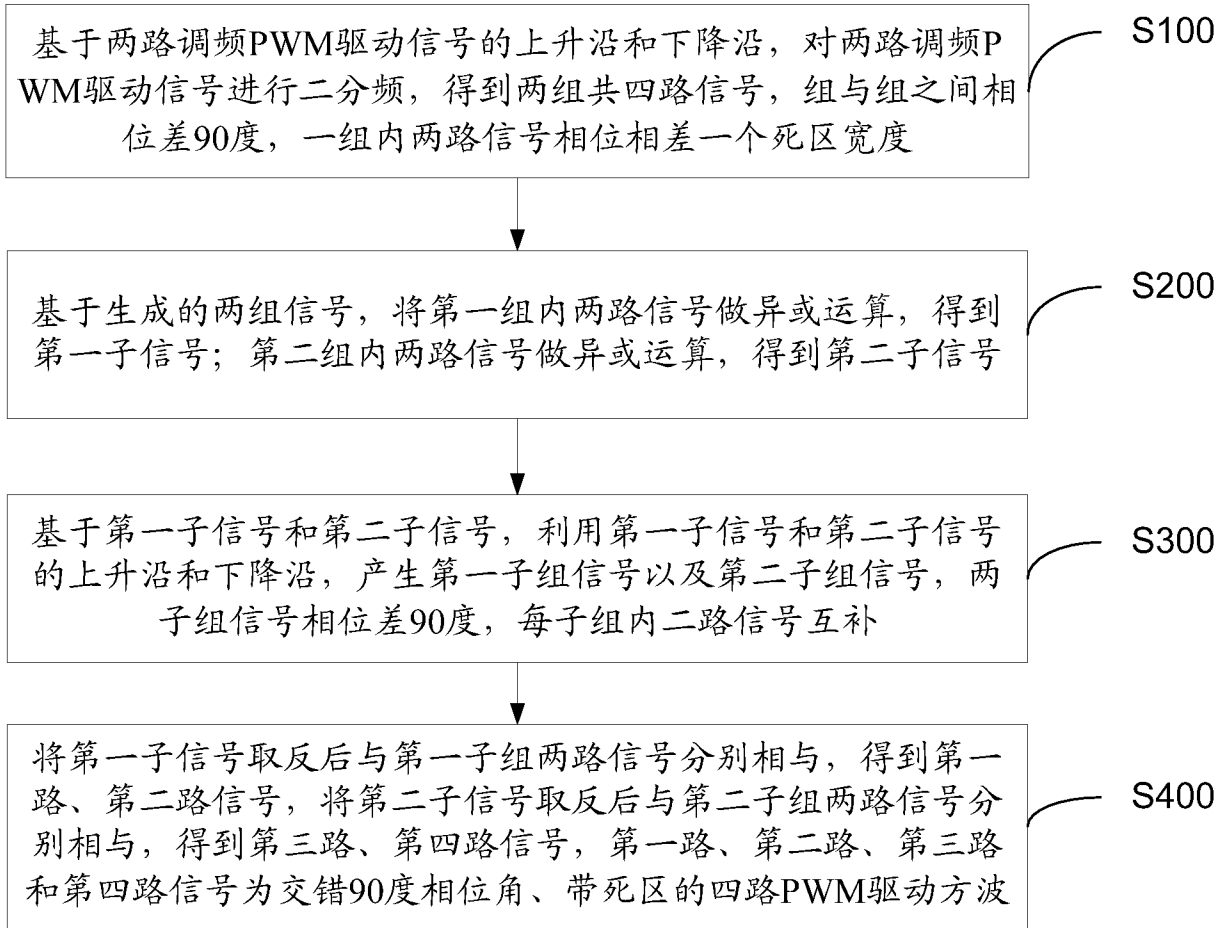 基于两路调频PWM驱动信号的上升沿和下降沿，对两路调频P
WM驱动信号进行二分频，得到两组共四路信号，组与组之间相
位差90度，一组内两路信号相位相差一个死区宽度
S100
基于生成的两组信号，将第一组内两路信号做异或运算，得到
第一子信号；第二组内两路信号做异或运算，得到第二子信号
S200
基于第一子信号和第二子信号，利用第一子信号和第二子信号
的上升沿和下降沿，产生第一子组信号以及第二子组信号，两
子组信号相位差90度，每子组内二路信号互补
S300
将第一子信号取反后与第一子组两路信号分别相与，得到第一
路、第二路信号，将第二子信号取反后与第二子组两路信号分
别相与，得到第三路、第四路信号，第一路、第二路、第三路
和第四路信号为交错90度相位角、带死区的四路PWM驱动方波
S400